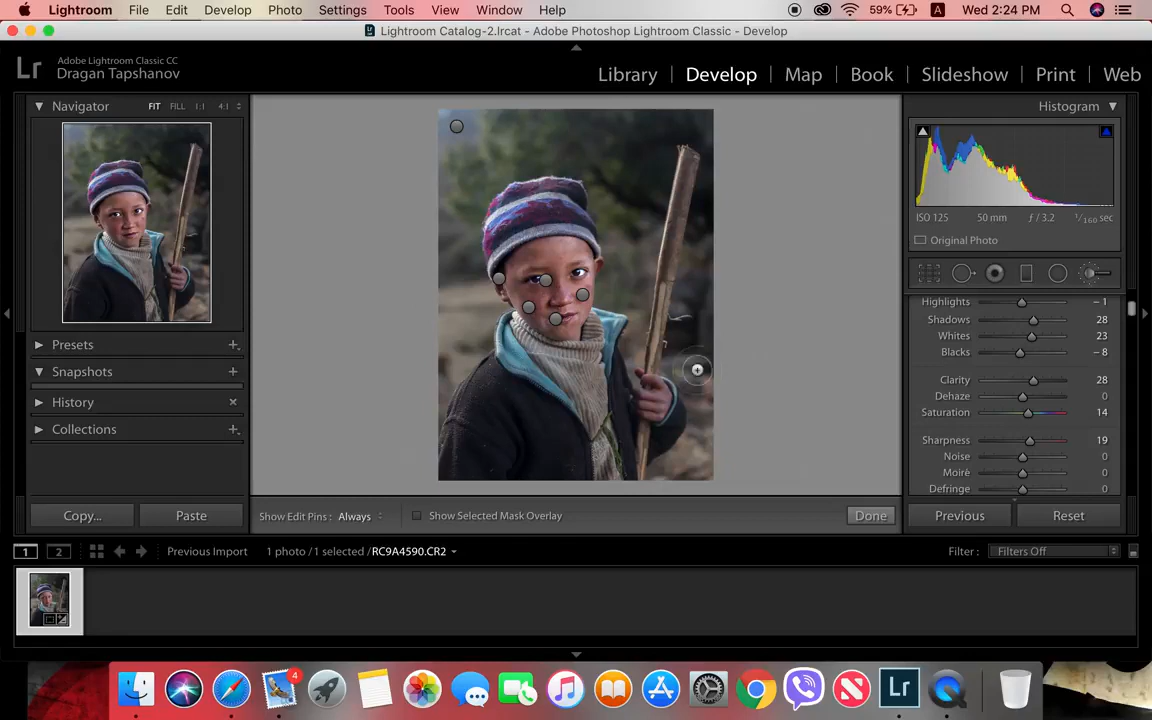 Lightroom File Edit Develop Photo Settings Tools View Window Help 59% A Wed 2:24 PM
Lightroom Catalog-2.lrcat - Adobe Photoshop Lightroom Classic - Develop
Lr Adobe Lightroom Classic CC
Dragan Tapshanov
Library Develop Map Book Slideshow Print Web
Navigator FIT FILL 1:1 4:1
Histogram
ISO 125 50 mm ƒ / 3.2 1/160 sec
Original Photo
Highlights − 1
Shadows 28
Whites 23
Blacks − 8
Clarity 28
Dehaze 0
Saturation 14
Sharpness 19
Noise 0
Moiré 0
Defringe 0
Presets
Snapshots
History
Collections
Copy... Paste
Show Edit Pins : Always Show Selected Mask Overlay Done
Previous Reset
1 2 Previous Import 1 photo / 1 selected / RC9A4590.CR2 Filter : Filters Off
4
Lr